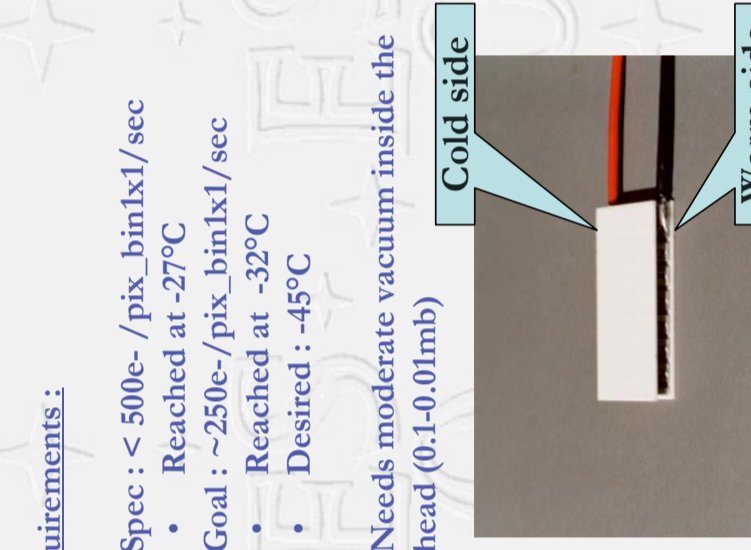 uirements :
Spec : < 500e- /pix_bin1x1/sec
• Reached at -27°C
Goal : ~250e-/pix_bin1x1/sec
• Reached at -32°C
• Desired : -45°C
Needs moderate vacuum inside the
head (0.1-0.01mb)
Cold side